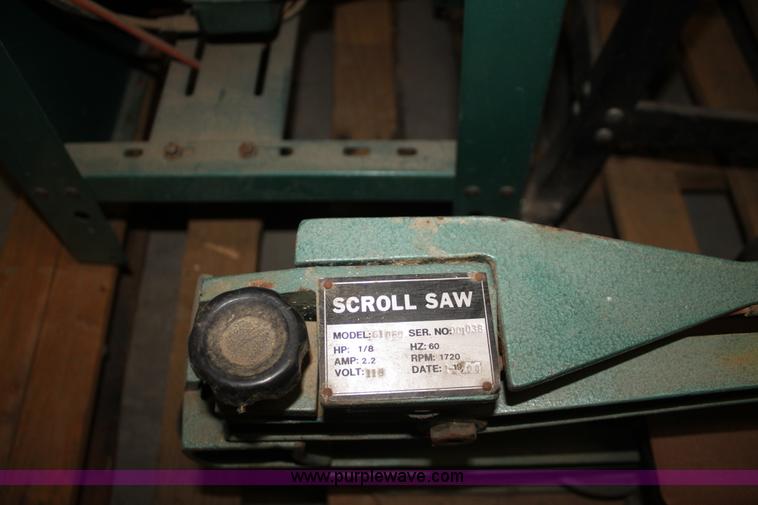 SCROLL SAW
MODEL: SER. NO:
HP: 1/8 HZ: 60
AMP: 2.2 RPM: 1720
VOLT: 110 DATE:
www.purplewave.com